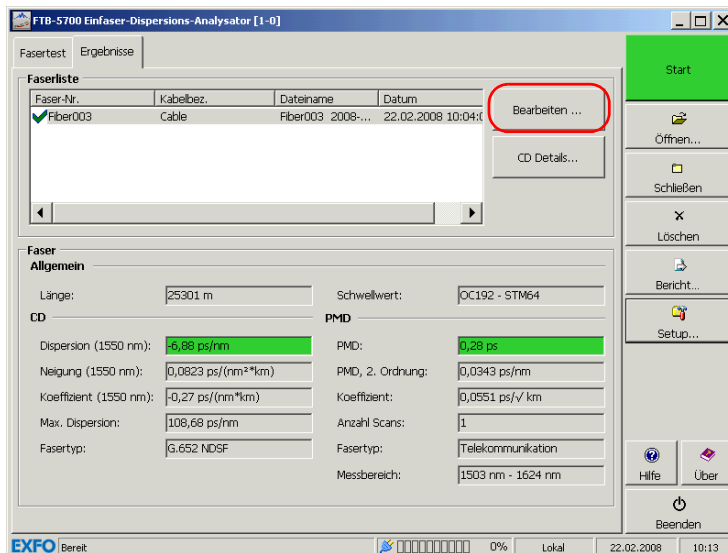 FTB-5700 Einfaser-Dispersions-Analysator [1-0]
Fasertest Ergebnisse
Faserliste
Faser-Nr. Kabelbez. Dateiname Datum
Fiber003 Cable Fiber003_2008-... 22.02.2008 10:04:0
Bearbeiten ...
CD Details...
Faser
Allgemein
Länge: 25301 m Schwellwert: OC192 - STM64
CD PMD
Dispersion (1550 nm): -6,88 ps/nm PMD: 0,28 ps
Neigung (1550 nm): 0,0823 ps/(nm²*km) PMD, 2. Ordnung: 0,0343 ps/nm
Koeffizient (1550 nm): -0,27 ps/(nm*km) Koeffizient: 0,0551 ps/√ km
Max. Dispersion: 108,68 ps/nm Anzahl Scans: 1
Fasertyp: G.652 NDSF Fasertyp: Telekommunikation
Messbereich: 1503 nm - 1624 nm
Start
Öffnen...
Schließen
Löschen
Bericht...
Setup...
Hilfe Über
Beenden
EXFO Bereit 0% Lokal 22.02.2008 10:13